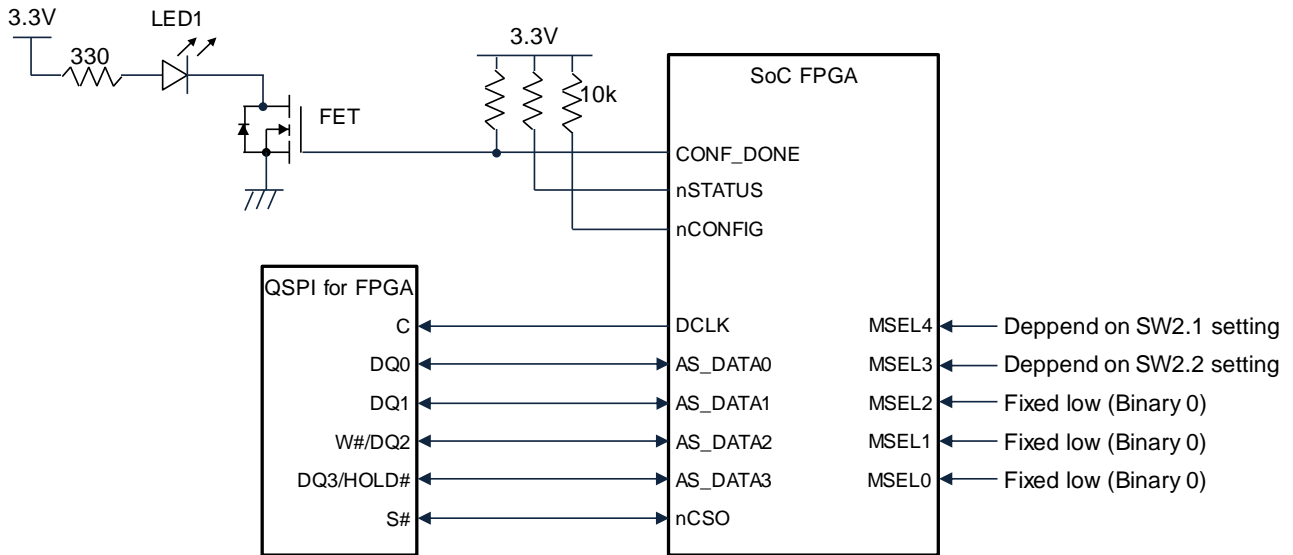 3.3V
LED1
330
3.3V
10k
FET
SoC FPGA
CONF_DONE
nSTATUS
nCONFIG
QSPI for FPGA
C
DCLK
MSEL4
Deppend on SW2.1 setting
DQ0
AS_DATA0
MSEL3
Deppend on SW2.2 setting
DQ1
AS_DATA1
MSEL2
Fixed low (Binary 0)
W#/DQ2
AS_DATA2
MSEL1
Fixed low (Binary 0)
DQ3/HOLD#
AS_DATA3
MSEL0
Fixed low (Binary 0)
S#
nCSO